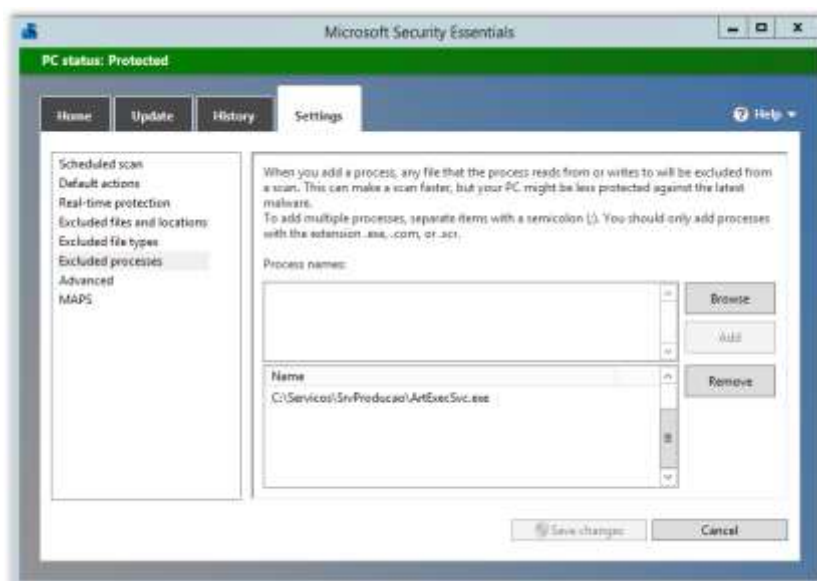 Microsoft Security Essentials
PC status: Protected
Home
Update
History
Settings
Help
Scheduled scan
Default actions
Real-time protection
Excluded files and locations
Excluded file types
Excluded processes
Advanced
MAPS
When you add a process, any file that the process reads from or writes to will be excluded from
a scan. This can make a scan faster, but your PC might be less protected against the latest
malware.
To add multiple processes, separate items with a semicolon (;). You should only add processes
with the extension .exe, .com, or .scr.
Process names:
Browse
Add
Name
Remove
C:\Servicos\SrvProducao\ArtExecSvc.exe
Save changes
Cancel